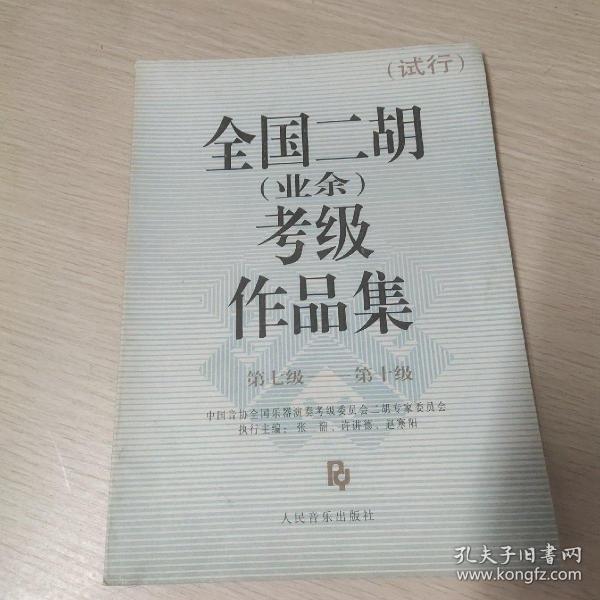 （试行）
全国二胡
（业余）
考级
作品集
第七级——第十级
中国音协全国乐器演奏考级委员会二胡专家委员会
执行主编：张韶、许讲德、赵寒阳
人民音乐出版社
孔夫子旧书网
www.kongfz.com